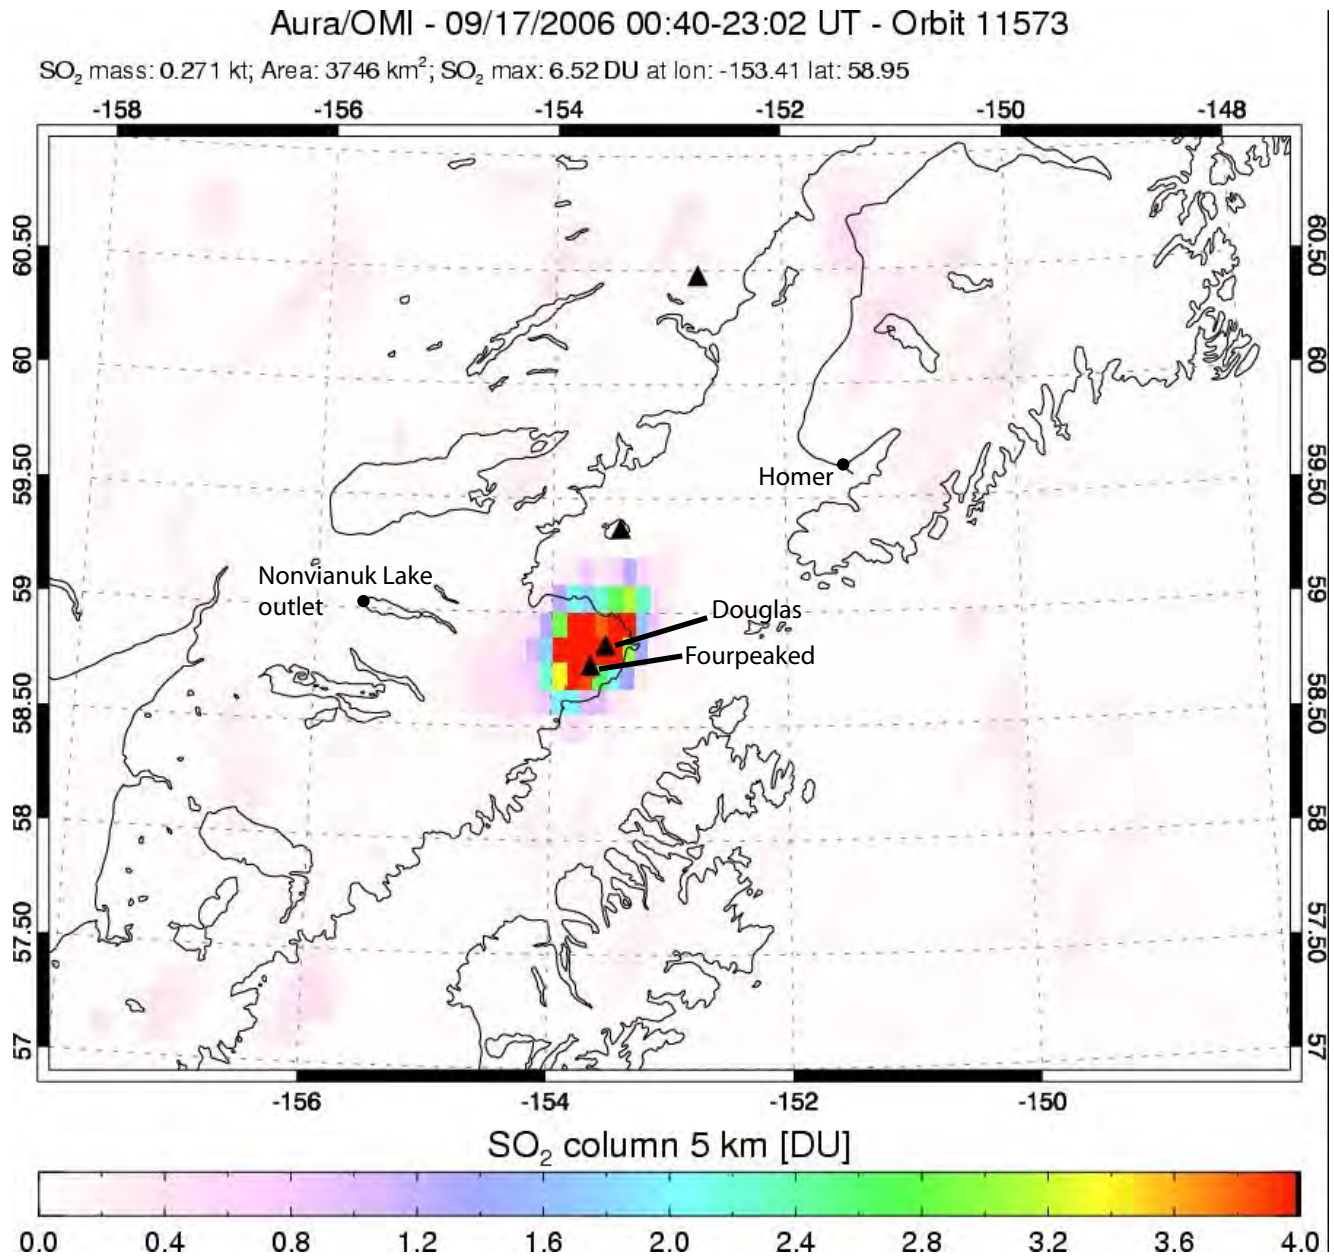 Aura/OMI - 09/17/2006 00:40-23:02 UT - Orbit 11573
SO₂ mass: 0.271 kt; Area: 3746 km²; SO₂ max: 6.52 DU at lon: -153.41 lat: 58.95
-158 -156 -154 -152 -150 -148
60.50 60.50
60 60
59.50 59.50
Homer
59 59
Nonvianuk Lake
outlet
Douglas
Fourpeaked
58.50 58.50
58 58
57.50 57.50
57 57
-156 -154 -152 -150
SO₂ column 5 km [DU]
0.0 0.4 0.8 1.2 1.6 2.0 2.4 2.8 3.2 3.6 4.0